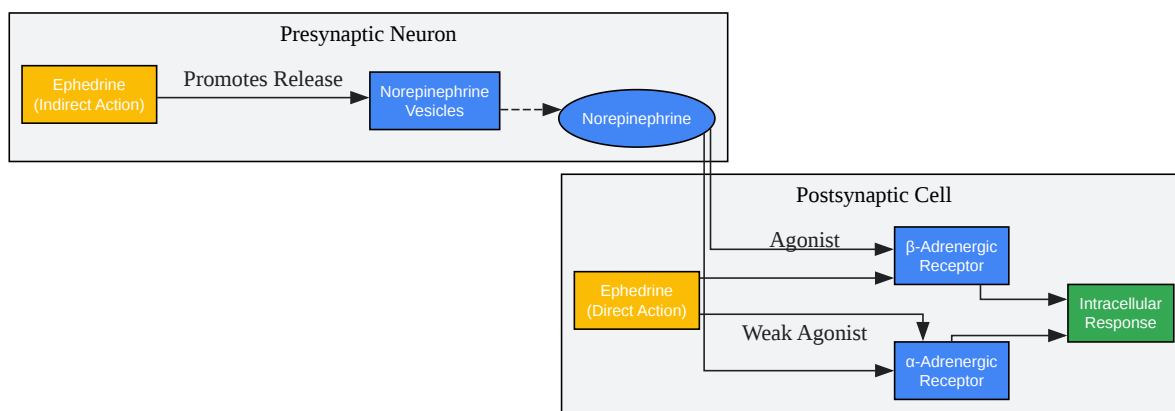 Presynaptic Neuron
Ephedrine
(Indirect Action)
Promotes Release
Norepinephrine
Vesicles
Norepinephrine
Postsynaptic Cell
Agonist
β-Adrenergic
Receptor
Ephedrine
(Direct Action)
Weak Agonist
α-Adrenergic
Receptor
Intracellular
Response